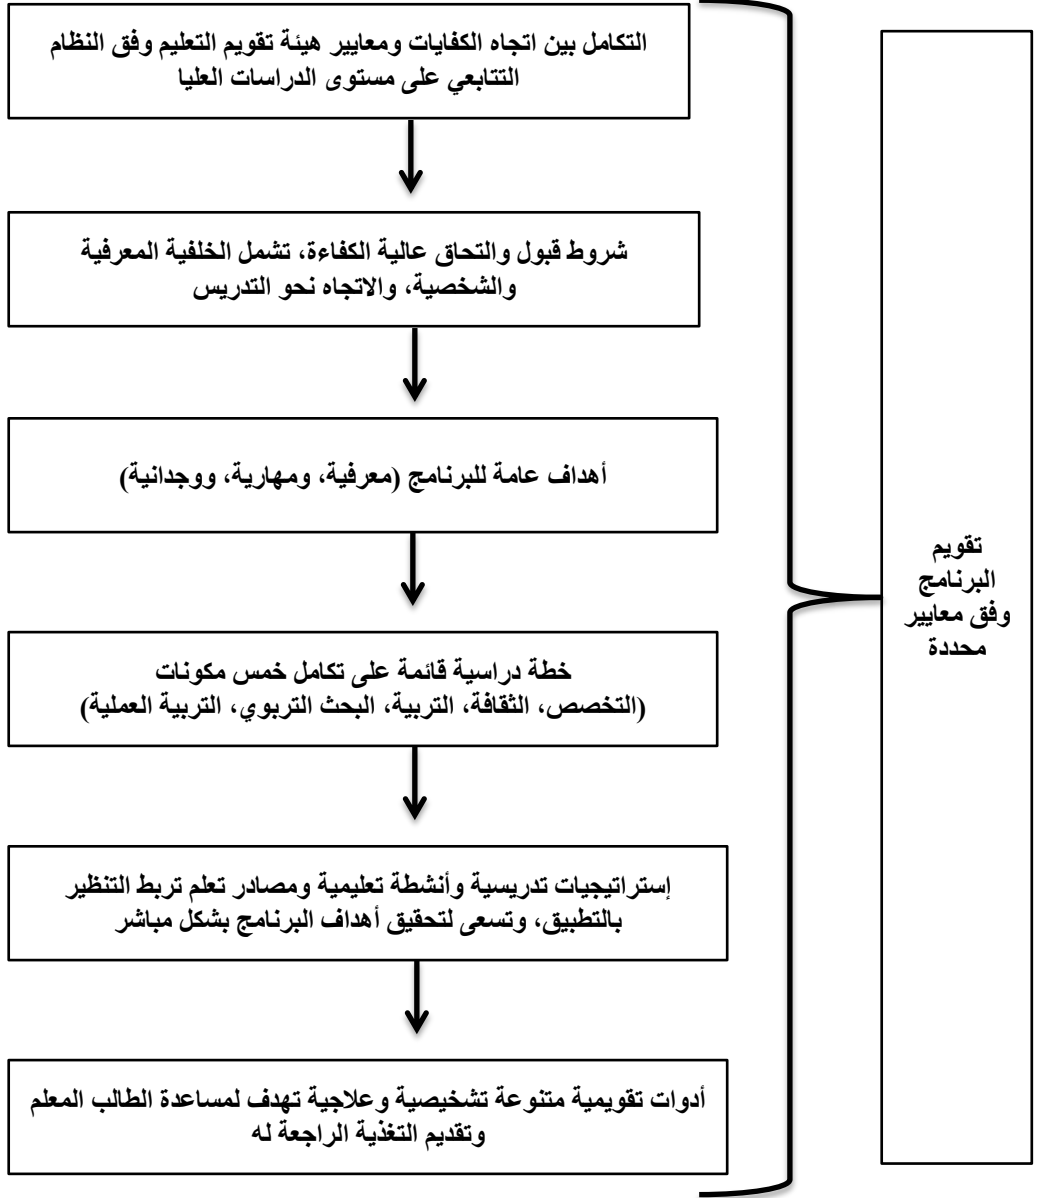 التكامل بين اتجاه الكفايات ومعايير هيئة تقويم التعليم وفق النظام
التتابعي على مستوى الدراسات العليا
شروط قبول والتحاق عالية الكفاءة، تشمل الخلفية المعرفية
والشخصية، والاتجاه نحو التدريس
أهداف عامة للبرنامج (معرفية، ومهارية، ووجدانية)
خطة دراسية قائمة على تكامل خمس مكونات
(التخصص، الثقافة، التربية، البحث التربوي، التربية العملية)
إستراتيجيات تدريسية وأنشطة تعليمية ومصادر تعلم تربط التنظير
بالتطبيق، وتسعى لتحقيق أهداف البرنامج بشكل مباشر
أدوات تقويمية متنوعة تشخيصية وعلاجية تهدف لمساعدة الطالب المعلم
وتقديم التغذية الراجعة له
تقويم
البرنامج
وفق معايير
محددة